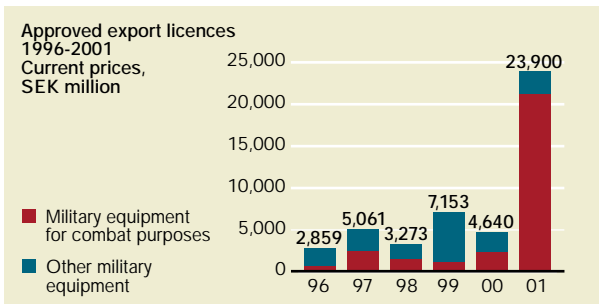 Approved export licences
1996-2001
Current prices,
SEK million
25,000
20,000
15,000
10,000
5,000
0
2,859
5,061
3,273
7,153
4,640
23,900
96 97 98 99 00 01
Military equipment
for combat purposes
Other military
equipment